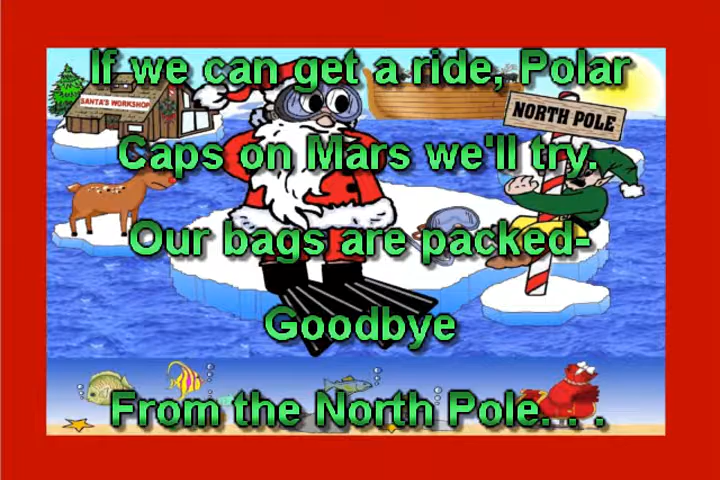 If we can get a ride, Polar
SANTA'S WORKSHOP
NORTH POLE
Caps on Mars we'll try.
Our bags are packed-
Goodbye
From the North Pole. . .